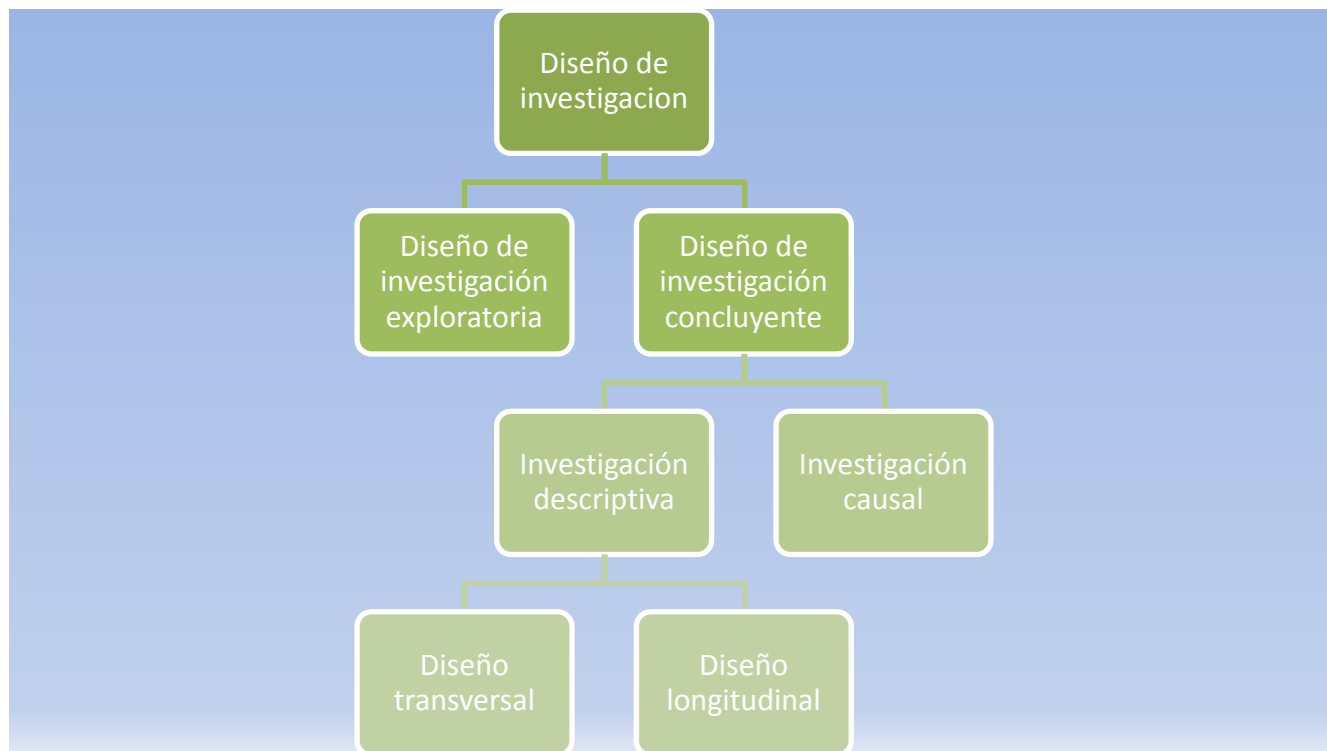 Diseño de
investigacion
Diseño de
investigación
exploratoria
Diseño de
investigación
concluyente
Investigación
descriptiva
Investigación
causal
Diseño
transversal
Diseño
longitudinal